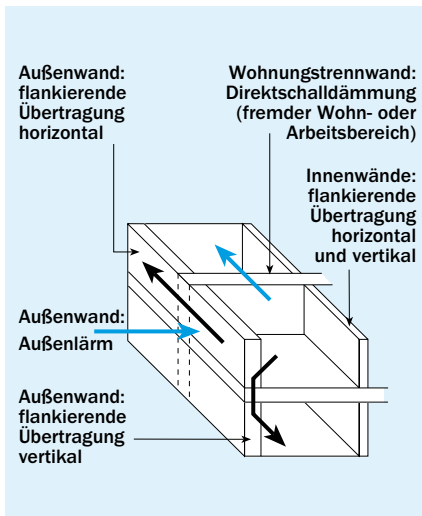 Außenwand:
flankierende
Übertragung
horizontal
Wohnungstrennwand:
Direktschalldämmung
(fremder Wohn- oder
Arbeitsbereich)
Innenwände:
flankierende
Übertragung
horizontal
und vertikal
Außenwand:
Außenlärm
Außenwand:
flankierende
Übertragung
vertikal